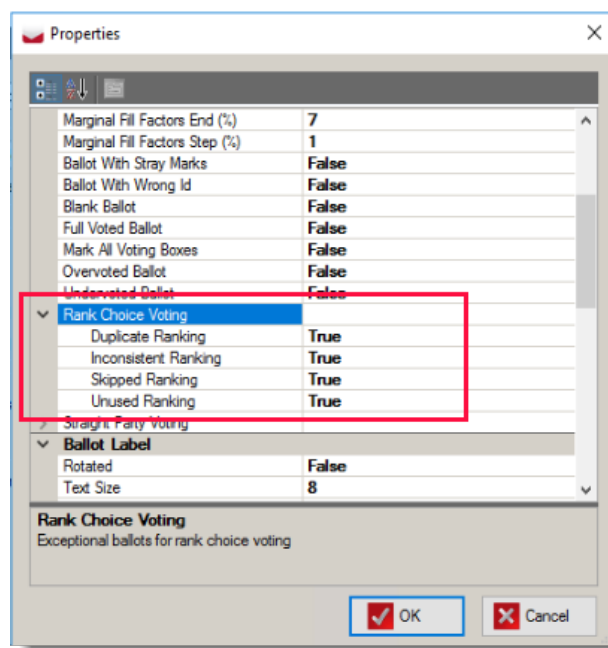 Properties
Marginal Fill Factors End (%) 7
Marginal Fill Factors Step (%) 1
Ballot With Stray Marks False
Ballot With Wrong Id False
Blank Ballot False
Full Voted Ballot False
Mark All Voting Boxes False
Overvoted Ballot False
Undervoted Ballot False
Rank Choice Voting
Duplicate Ranking True
Inconsistent Ranking True
Skipped Ranking True
Unused Ranking True
Straight Party Voting
Ballot Label
Rotated False
Text Size 8
Rank Choice Voting
Exceptional ballots for rank choice voting
OK Cancel